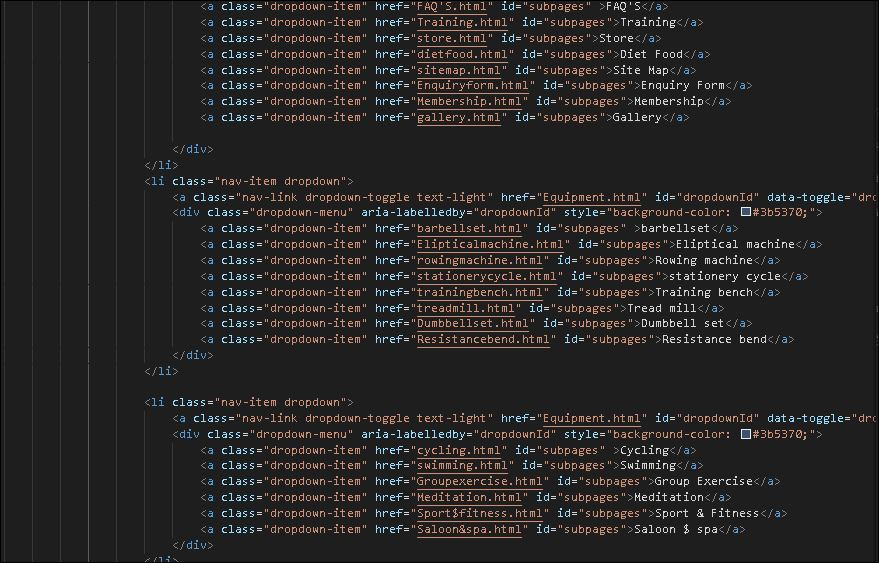 <a class="dropdown-item" href="FAQ'S.html" id="subpages" >FAQ'S</a>
<a class="dropdown-item" href="Training.html" id="subpages">Training</a>
<a class="dropdown-item" href="store.html" id="subpages">Store</a>
<a class="dropdown-item" href="dietfood.html" id="subpages">Diet Food</a>
<a class="dropdown-item" href="sitemap.html" id="subpages">Site Map</a>
<a class="dropdown-item" href="Enquiryform.html" id="subpages">Enquiry Form</a>
<a class="dropdown-item" href="Membership.html" id="subpages">Membership</a>
<a class="dropdown-item" href="gallery.html" id="subpages">Gallery</a>
</div>
</li>
<li class="nav-item dropdown">
<a class="nav-link dropdown-toggle text-light" href="Equipment.html" id="dropdownId" data-toggle="dro
<div class="dropdown-menu" aria-labelledby="dropdownId" style="background-color: #3b5370;">
<a class="dropdown-item" href="barbellset.html" id="subpages" >barbellset</a>
<a class="dropdown-item" href="Elipticalmachine.html" id="subpages">Eliptical machine</a>
<a class="dropdown-item" href="rowingmachine.html" id="subpages">Rowing machine</a>
<a class="dropdown-item" href="stationerycycle.html" id="subpages">stationery cycle</a>
<a class="dropdown-item" href="trainingbench.html" id="subpages">Training bench</a>
<a class="dropdown-item" href="treadmill.html" id="subpages">Tread mill</a>
<a class="dropdown-item" href="Dumbbellset.html" id="subpages">Dumbbell set</a>
<a class="dropdown-item" href="Resistancebend.html" id="subpages">Resistance bend</a>
</div>
</li>
<li class="nav-item dropdown">
<a class="nav-link dropdown-toggle text-light" href="Equipment.html" id="dropdownId" data-toggle="dro
<div class="dropdown-menu" aria-labelledby="dropdownId" style="background-color: #3b5370;">
<a class="dropdown-item" href="cycling.html" id="subpages" >Cycling</a>
<a class="dropdown-item" href="swimming.html" id="subpages">Swimming</a>
<a class="dropdown-item" href="Groupexercise.html" id="subpages">Group Exercise</a>
<a class="dropdown-item" href="Meditation.html" id="subpages">Meditation</a>
<a class="dropdown-item" href="Sport$fitness.html" id="subpages">Sport & Fitness</a>
<a class="dropdown-item" href="Saloon&spa.html" id="subpages">Saloon $ spa</a>
</div>
</li>